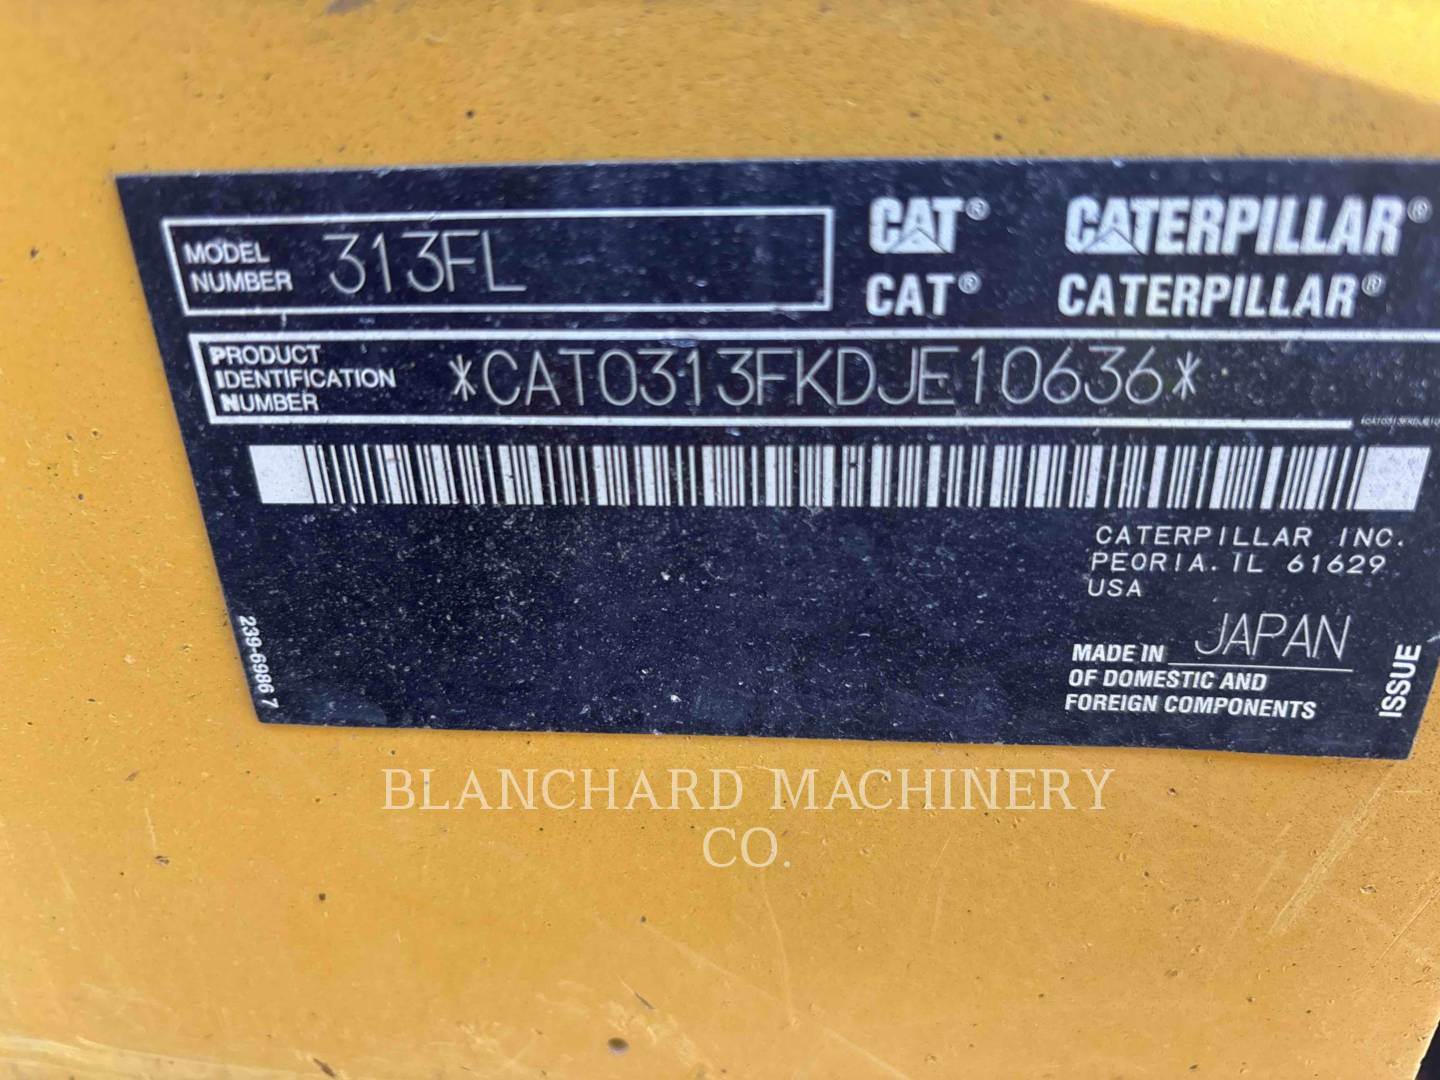 MODEL NUMBER 313FL
CAT® CATERPILLAR®
CAT® CATERPILLAR®
PRODUCT IDENTIFICATION NUMBER *CAT0313FKDJE10636*
CATERPILLAR INC.
PEORIA. IL 61629
USA
MADE IN JAPAN
OF DOMESTIC AND
FOREIGN COMPONENTS
ISSUE
239-6986 7
BLANCHARD MACHINERY
CO.